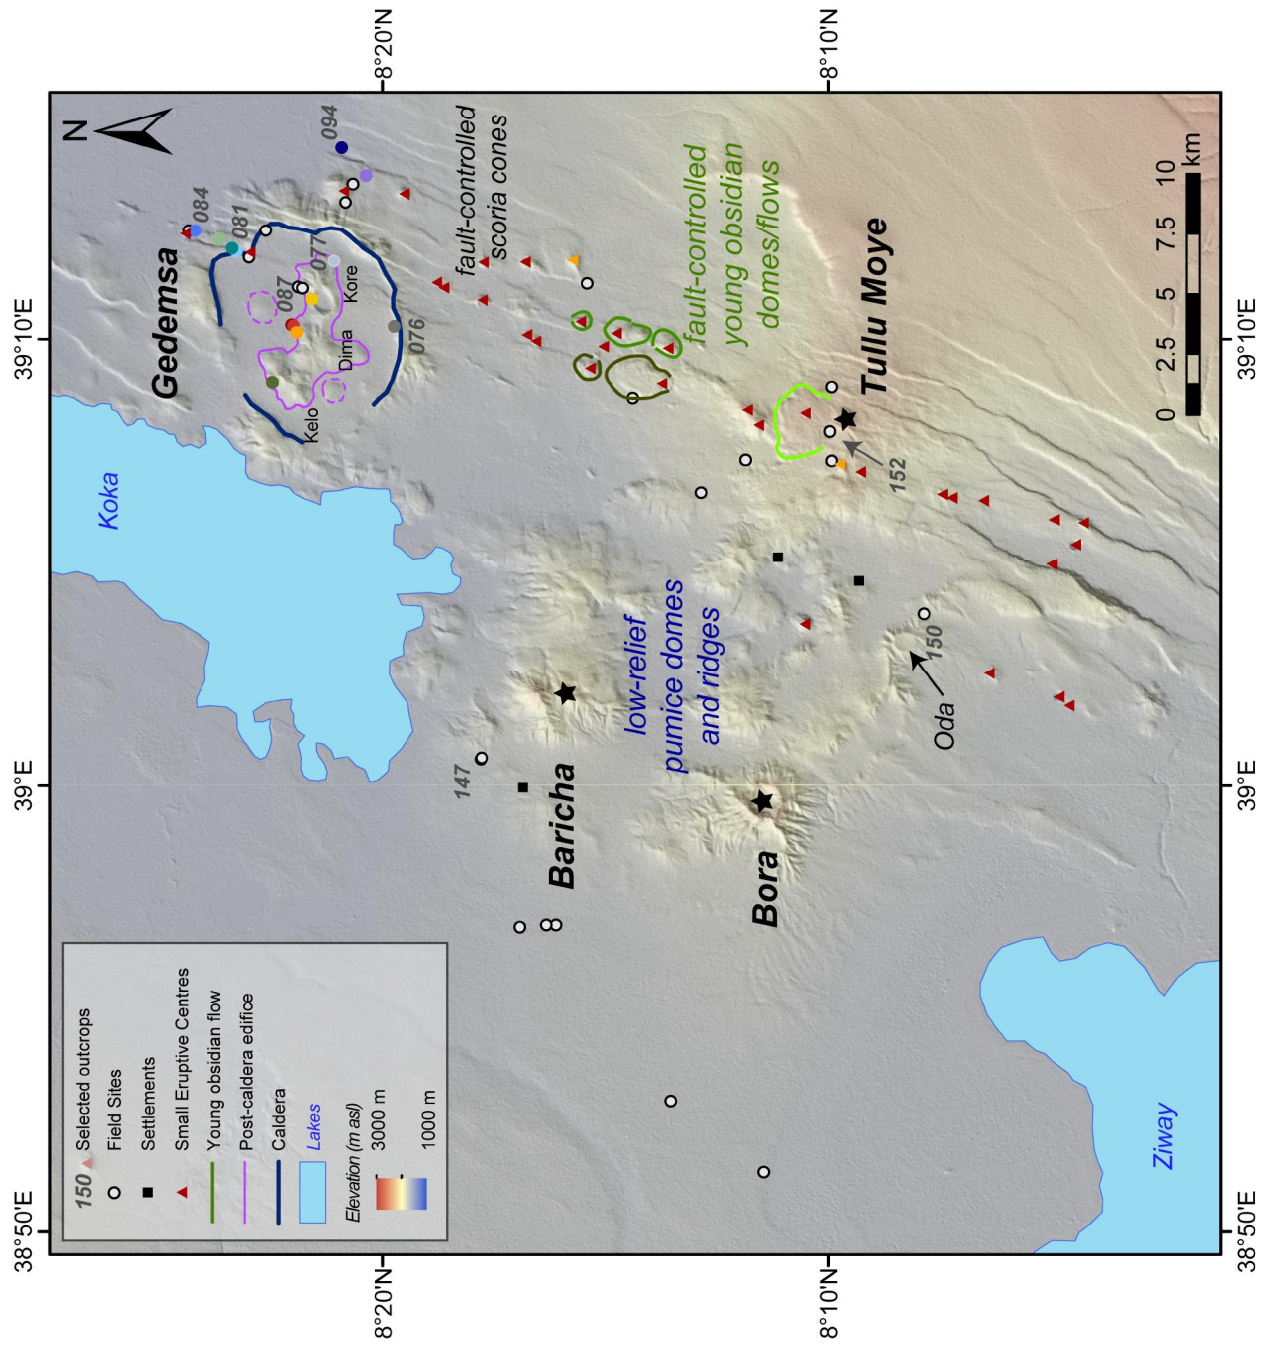 8°20'N
8°10'N
N
094
084
081
077
087
076
Gedemsa
Kore
Dima
Kelo
fault-controlled
scoria cones
fault-controlled
young obsidian
domes/flows
Tullu Moye
152
0
2.5
5
7.5
10
km
39°10'E
39°10'E
Koka
low-relief
pumice domes
and ridges
150
Oda
147
Baricha
Bora
39°E
39°E
150 Selected outcrops
Field Sites
Settlements
Small Eruptive Centres
Young obsidian flow
Post-caldera edifice
Caldera
Lakes
Elevation (m asl)
3000 m
1000 m
Ziway
38°50'E
38°50'E
8°20'N
8°10'N